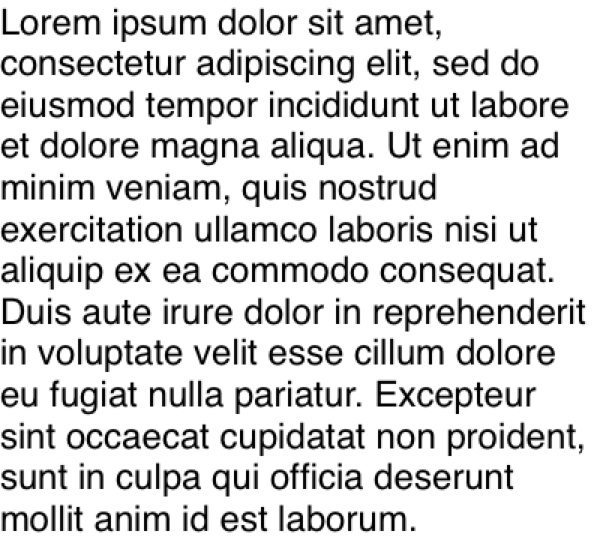 Lorem ipsum dolor sit amet,
consectetur adipiscing elit, sed do
eiusmod tempor incididunt ut labore
et dolore magna aliqua. Ut enim ad
minim veniam, quis nostrud
exercitation ullamco laboris nisi ut
aliquip ex ea commodo consequat.
Duis aute irure dolor in reprehenderit
in voluptate velit esse cillum dolore
eu fugiat nulla pariatur. Excepteur
sint occaecat cupidatat non proident,
sunt in culpa qui officia deserunt
mollit anim id est laborum.